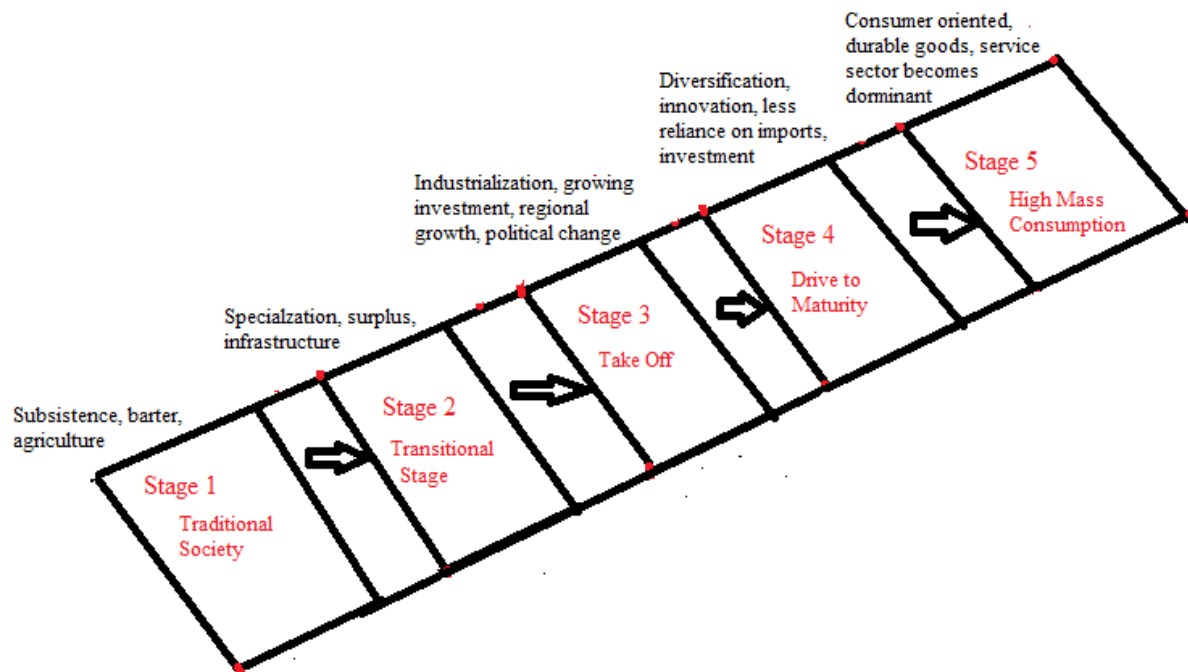 Subsistence, barter,
agriculture
Stage 1
Traditional
Society
Specialzation, surplus,
infrastructure
Stage 2
Transitional
Stage
Industrialization, growing
investment, regional
growth, political change
Stage 3
Take Off
Diversification,
innovation, less
reliance on imports,
investment
Stage 4
Drive to
Maturity
Consumer oriented,
durable goods, service
sector becomes
dorminant
Stage 5
High Mass
Consumption